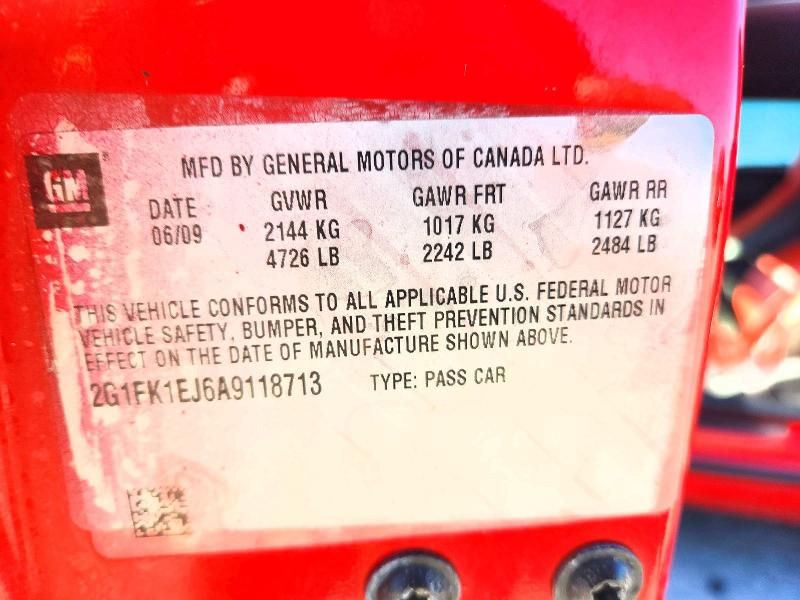 GM
MFD BY GENERAL MOTORS OF CANADA LTD.
DATE GVWR GAWR FRT GAWR RR
06/09 2144 KG 1017 KG 1127 KG
4726 LB 2242 LB 2484 LB
THIS VEHICLE CONFORMS TO ALL APPLICABLE U.S. FEDERAL MOTOR
VEHICLE SAFETY, BUMPER, AND THEFT PREVENTION STANDARDS IN
EFFECT ON THE DATE OF MANUFACTURE SHOWN ABOVE.
2G1FK1EJ6A9118713 TYPE: PASS CAR